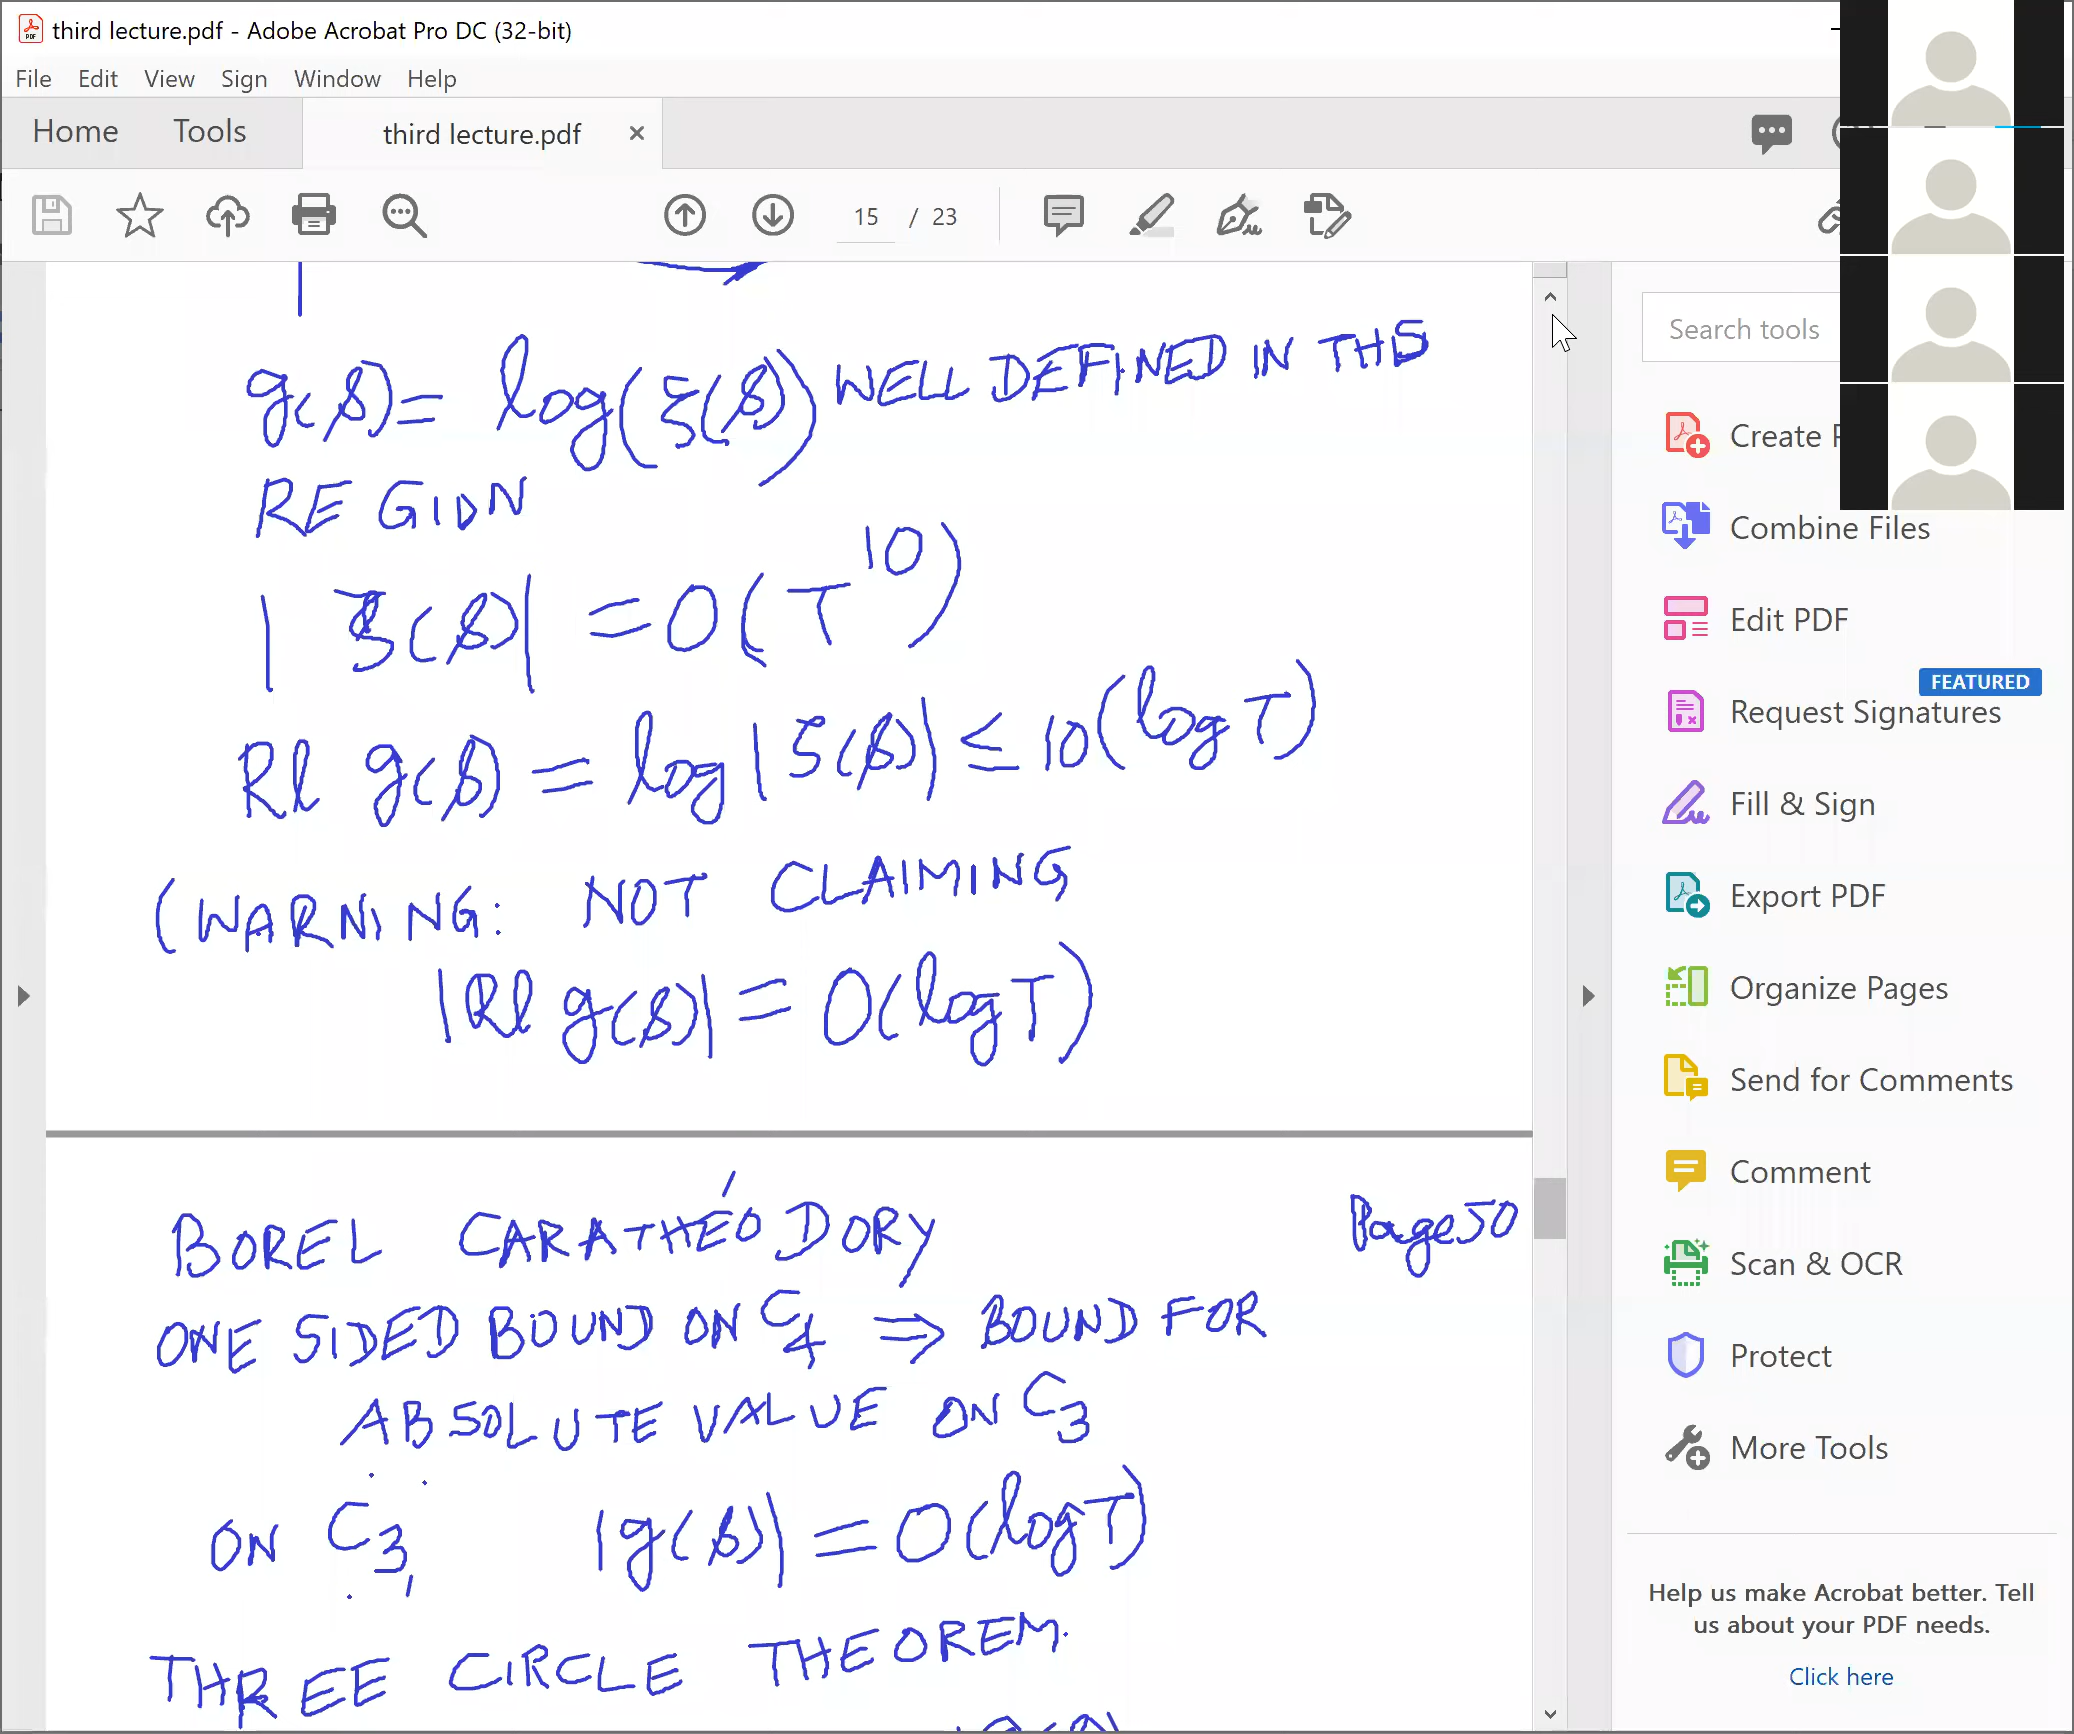 third lecture.pdf - Adobe Acrobat Pro DC (32-bit)
File Edit View Sign Window Help
Home Tools third lecture.pdf ×
15 / 23
g(s) = log(ζ(s)) WELL DEFINED IN THIS
REGION
|ζ(s)| = O(T^10)
Rl g(s) = log|ζ(s)| ≤ 10(log T)
(WARNING: NOT CLAIMING
|Rl g(s)| = O(log T)
BOREL CARATHÉODORY Page 50
ONE SIDED BOUND ON C4 ⇒ BOUND FOR
ABSOLUTE VALUE ON C3
ON C3, |g(s)| = O(log T)
THREE CIRCLE THEOREM.
Search tools
Create
Combine Files
Edit PDF
FEATURED
Request Signatures
Fill & Sign
Export PDF
Organize Pages
Send for Comments
Comment
Scan & OCR
Protect
More Tools
Help us make Acrobat better. Tell
us about your PDF needs.
Click here